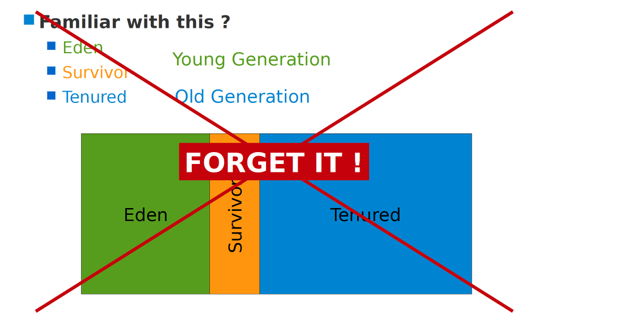 Familiar with this ?
Eden
Young Generation
Survivor
Tenured
Old Generation
FORGET IT !
Eden
Survivor
Tenured